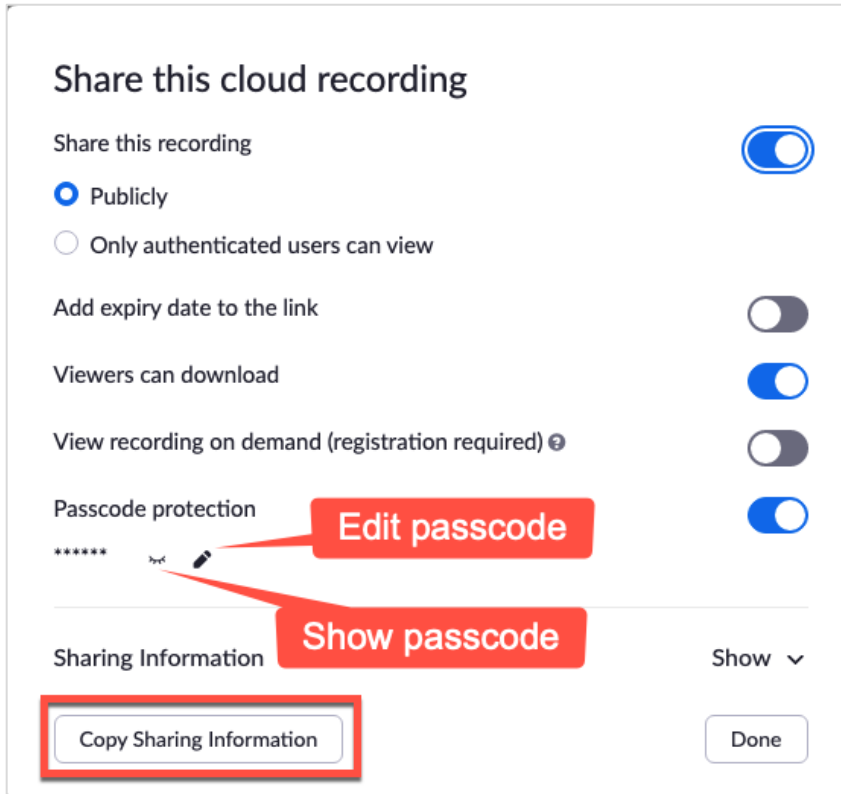 Share this cloud recording
Share this recording
Publicly
Only authenticated users can view
Add expiry date to the link
Viewers can download
View recording on demand (registration required) ?
Passcode protection
Edit passcode
******
Show passcode
Sharing Information
Show
Copy Sharing Information
Done